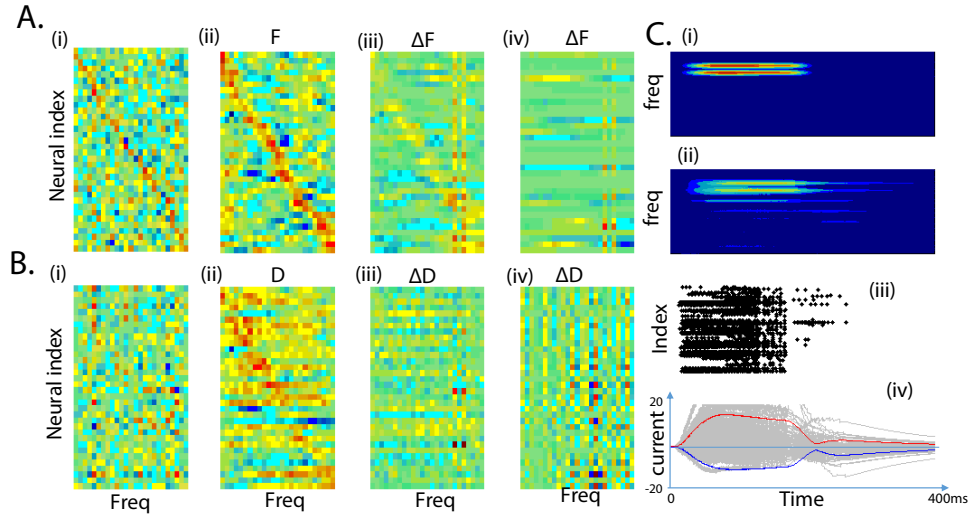 A.
(i)
(ii)
F
(iii)
ΔF
(iv)
ΔF
Neural index
B.
(i)
(ii)
D
(iii)
ΔD
(iv)
ΔD
Neural index
Freq
Freq
Freq
Freq
C.
(i)
freq
(ii)
freq
(iii)
Index
(iv)
20
current
-20
0
Time
400ms